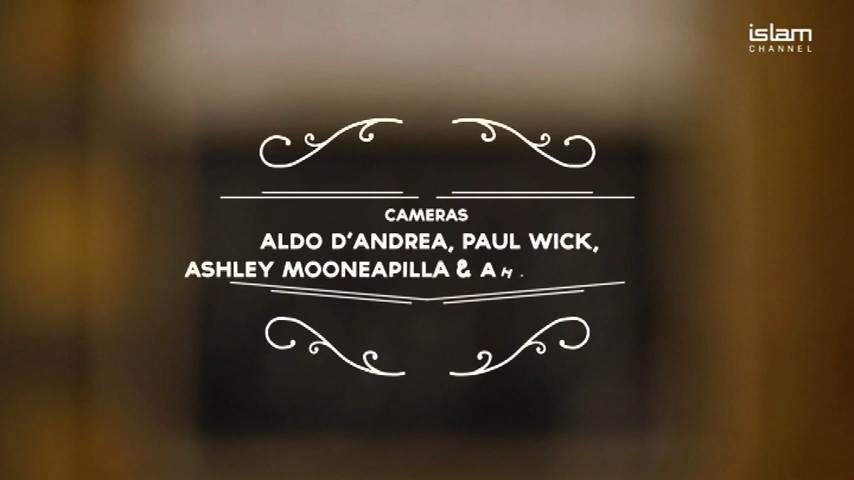 islam
CHANNEL
CAMERAS
ALDO D'ANDREA, PAUL WICK,
ASHLEY MOONEAPILLA &